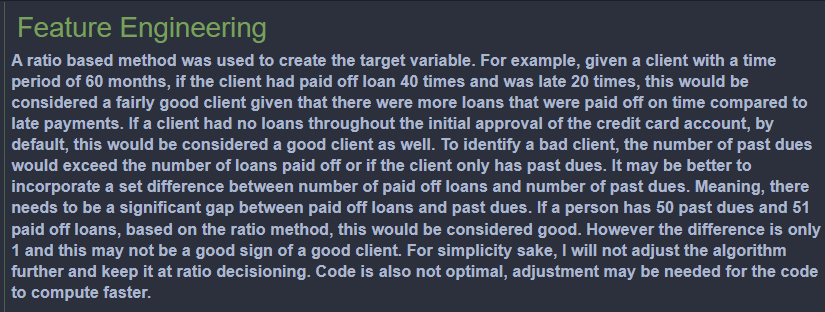 Feature Engineering
A ratio based method was used to create the target variable. For example, given a client with a time
period of 60 months, if the client had paid off loan 40 times and was late 20 times, this would be
considered a fairly good client given that there were more loans that were paid off on time compared to
late payments. If a client had no loans throughout the initial approval of the credit card account, by
default, this would be considered a good client as well. To identify a bad client, the number of past dues
would exceed the number of loans paid off or if the client only has past dues. It may be better to
incorporate a set difference between number of paid off loans and number of past dues. Meaning, there
needs to be a significant gap between paid off loans and past dues. If a person has 50 past dues and 51
paid off loans, based on the ratio method, this would be considered good. However the difference is only
1 and this may not be a good sign of a good client. For simplicity sake, I will not adjust the algorithm
further and keep it at ratio decisioning. Code is also not optimal, adjustment may be needed for the code
to compute faster.